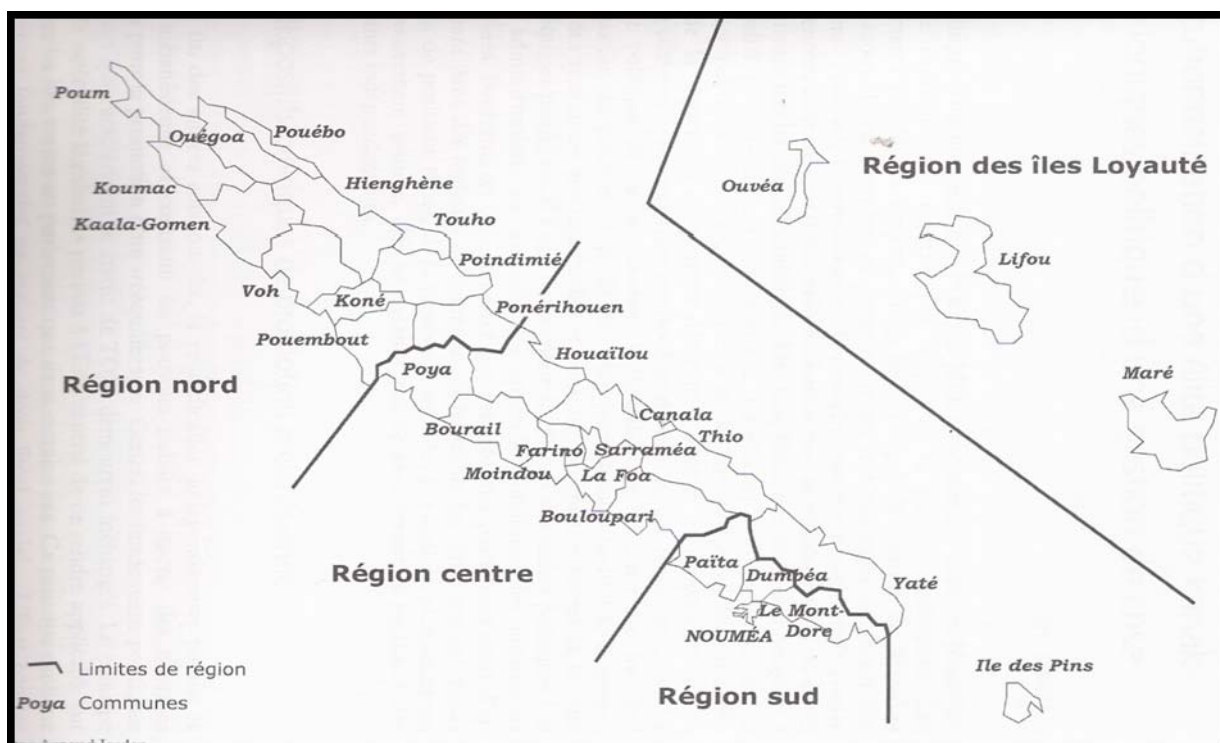 Poum
Ouégoa
Pouébo
Koumac
Hienghène
Kaala-Gomen
Touho
Poindimié
Voh
Koné
Ponérihouen
Pouembout
Région nord
Poya
Houaïlou
Bourail
Canala
Farino
Sarraméa
Thio
Moindou
La Foa
Bouloupari
Région centre
Païta
Dumbéa
Yaté
Le Mont-
Dore
NOUMÉA
Région sud
Ile des Pins
Ouvéa
Région des îles Loyauté
Lifou
Maré
Limites de région
Poya Communes